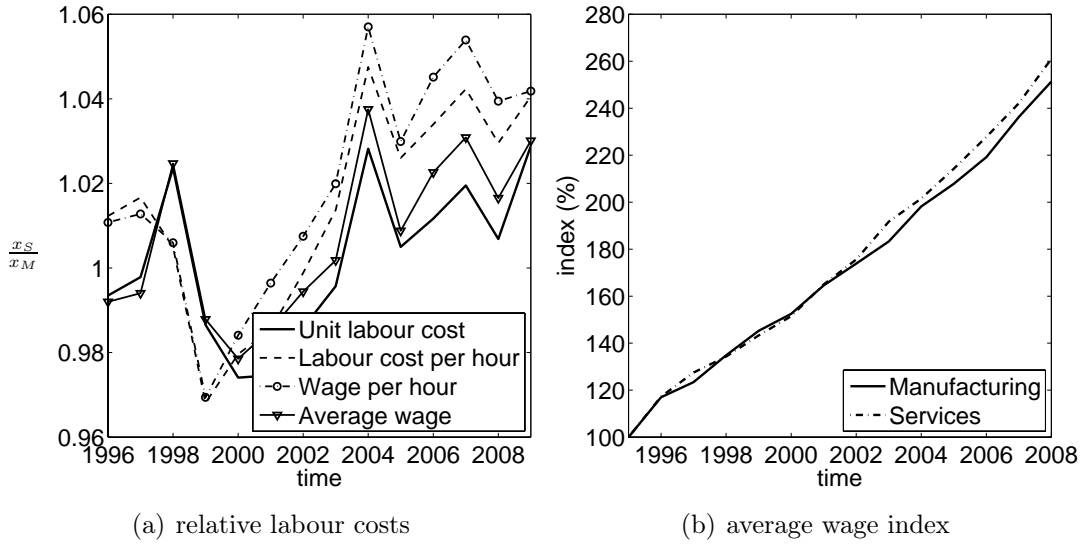 1.06
1.04
1.02
1
0.98
0.96
x_S
x_M
1996 1998 2000 2002 2004 2006 2008
time
Unit labour cost
Labour cost per hour
Wage per hour
Average wage
(a) relative labour costs
280
260
240
220
200
180
160
140
120
100
index (%)
1996 1998 2000 2002 2004 2006 2008
time
Manufacturing
Services
(b) average wage index